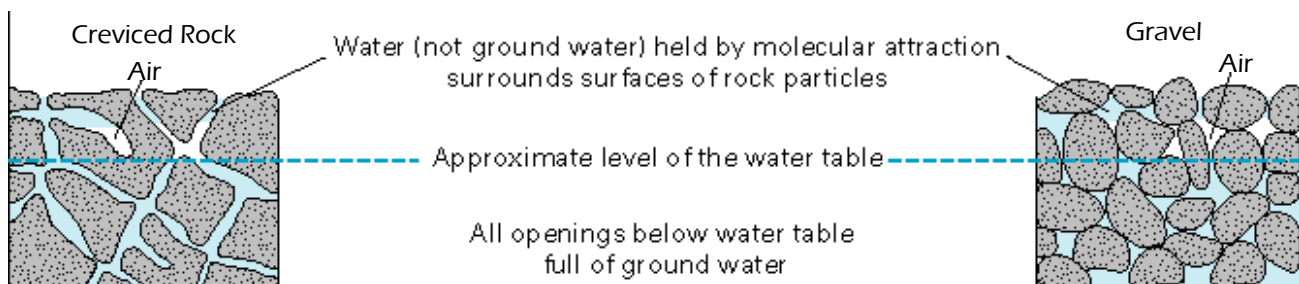 Creviced Rock
Air
Water (not ground water) held by molecular attraction
surrounds surfaces of rock particles
Gravel
Air
Approximate level of the water table
All openings below water table
full of ground water